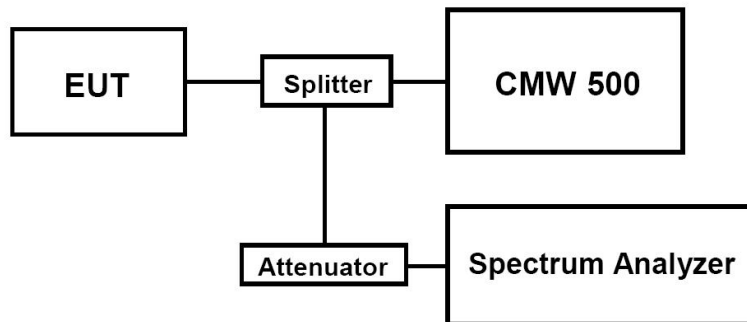 EUT
Splitter
CMW 500
Attenuator
Spectrum Analyzer